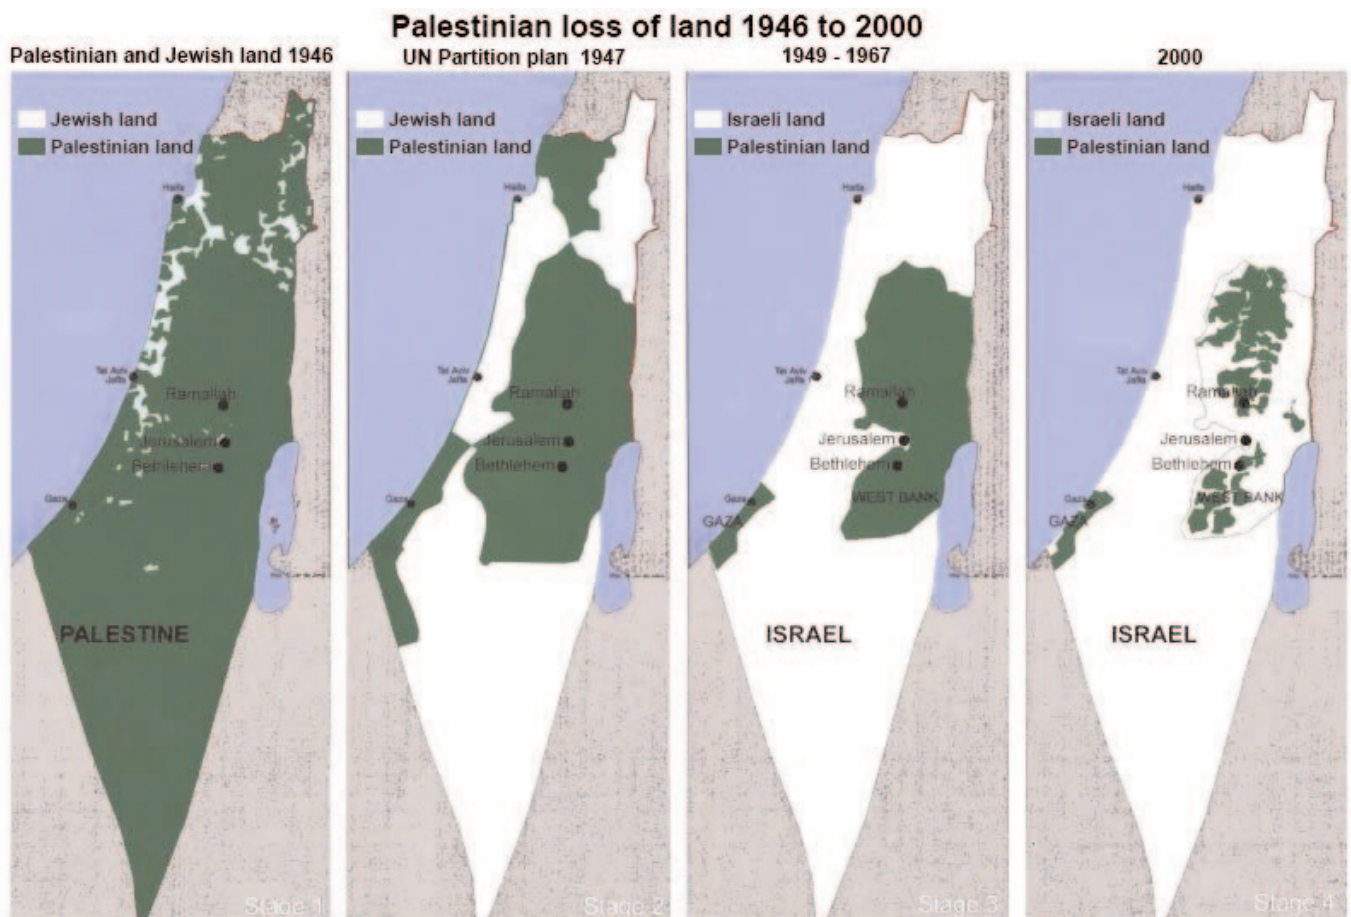 Palestinian loss of land 1946 to 2000
Palestinian and Jewish land 1946
Jewish land
Palestinian land
Haifa
Tel Aviv
Jaffa
Ramallah
Jerusalem
Bethlehem
Gaza
PALESTINE
Stage 1
UN Partition plan 1947
Jewish land
Palestinian land
Haifa
Tel Aviv
Jaffa
Ramallah
Jerusalem
Bethlehem
Gaza
Stage 2
1949 - 1967
Israeli land
Palestinian land
Haifa
Tel Aviv
Jaffa
Ramallah
Jerusalem
Bethlehem
Gaza
WEST BANK
GAZA
ISRAEL
Stage 3
2000
Israeli land
Palestinian land
Haifa
Tel Aviv
Jaffa
Ramallah
Jerusalem
Bethlehem
Gaza
WEST BANK
GAZA
ISRAEL
Stage 4